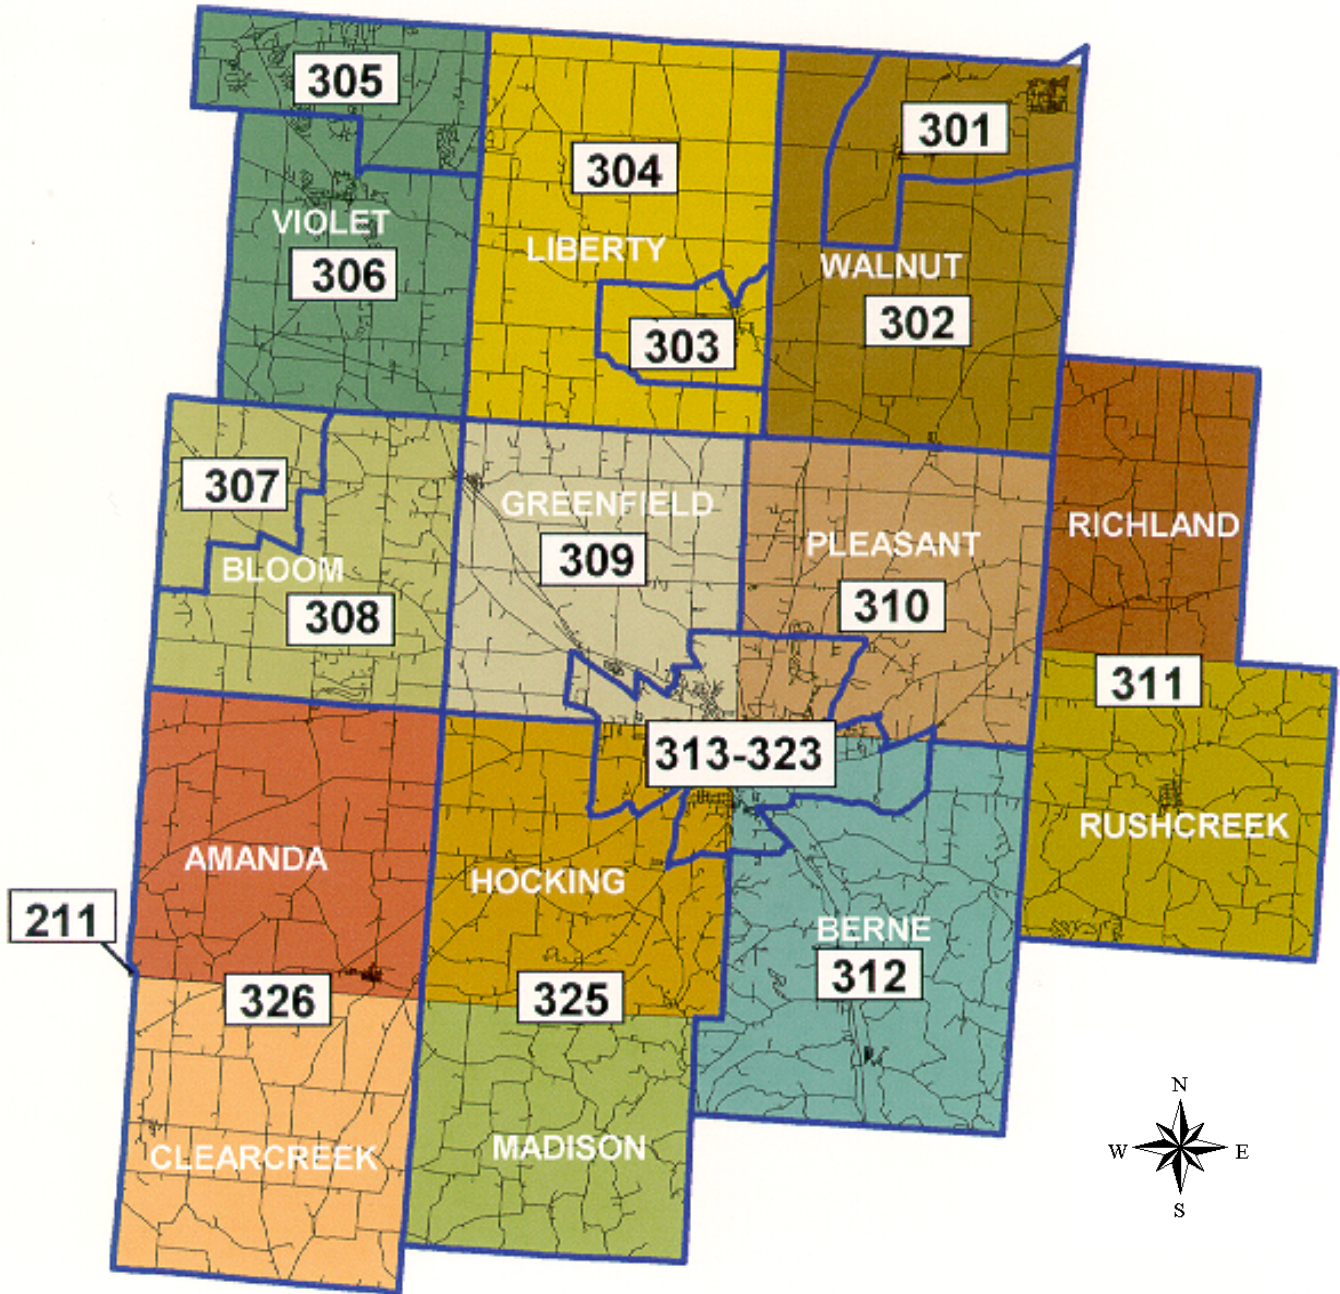 305
304
301
VIOLET
306
LIBERTY
WALNUT
302
303
307
GREENFIELD
RICHLAND
309
PLEASANT
BLOOM
308
310
311
313-323
AMANDA
HOCKING
RUSHCREEK
211
BERNE
312
326
325
CLEARCREEK
MADISON
N
W
E
S